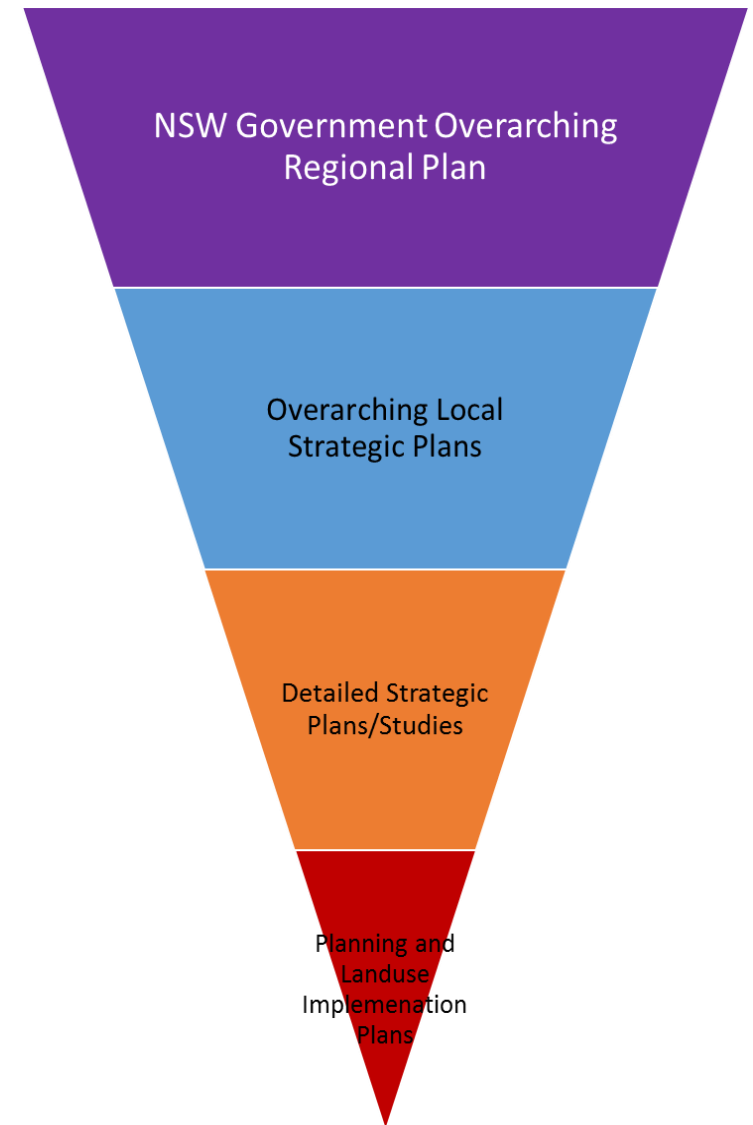 NSW Government Overarching
Regional Plan
Overarching Local
Strategic Plans
Detailed Strategic
Plans/Studies
Planning and
Landuse
Implemenation
Plans